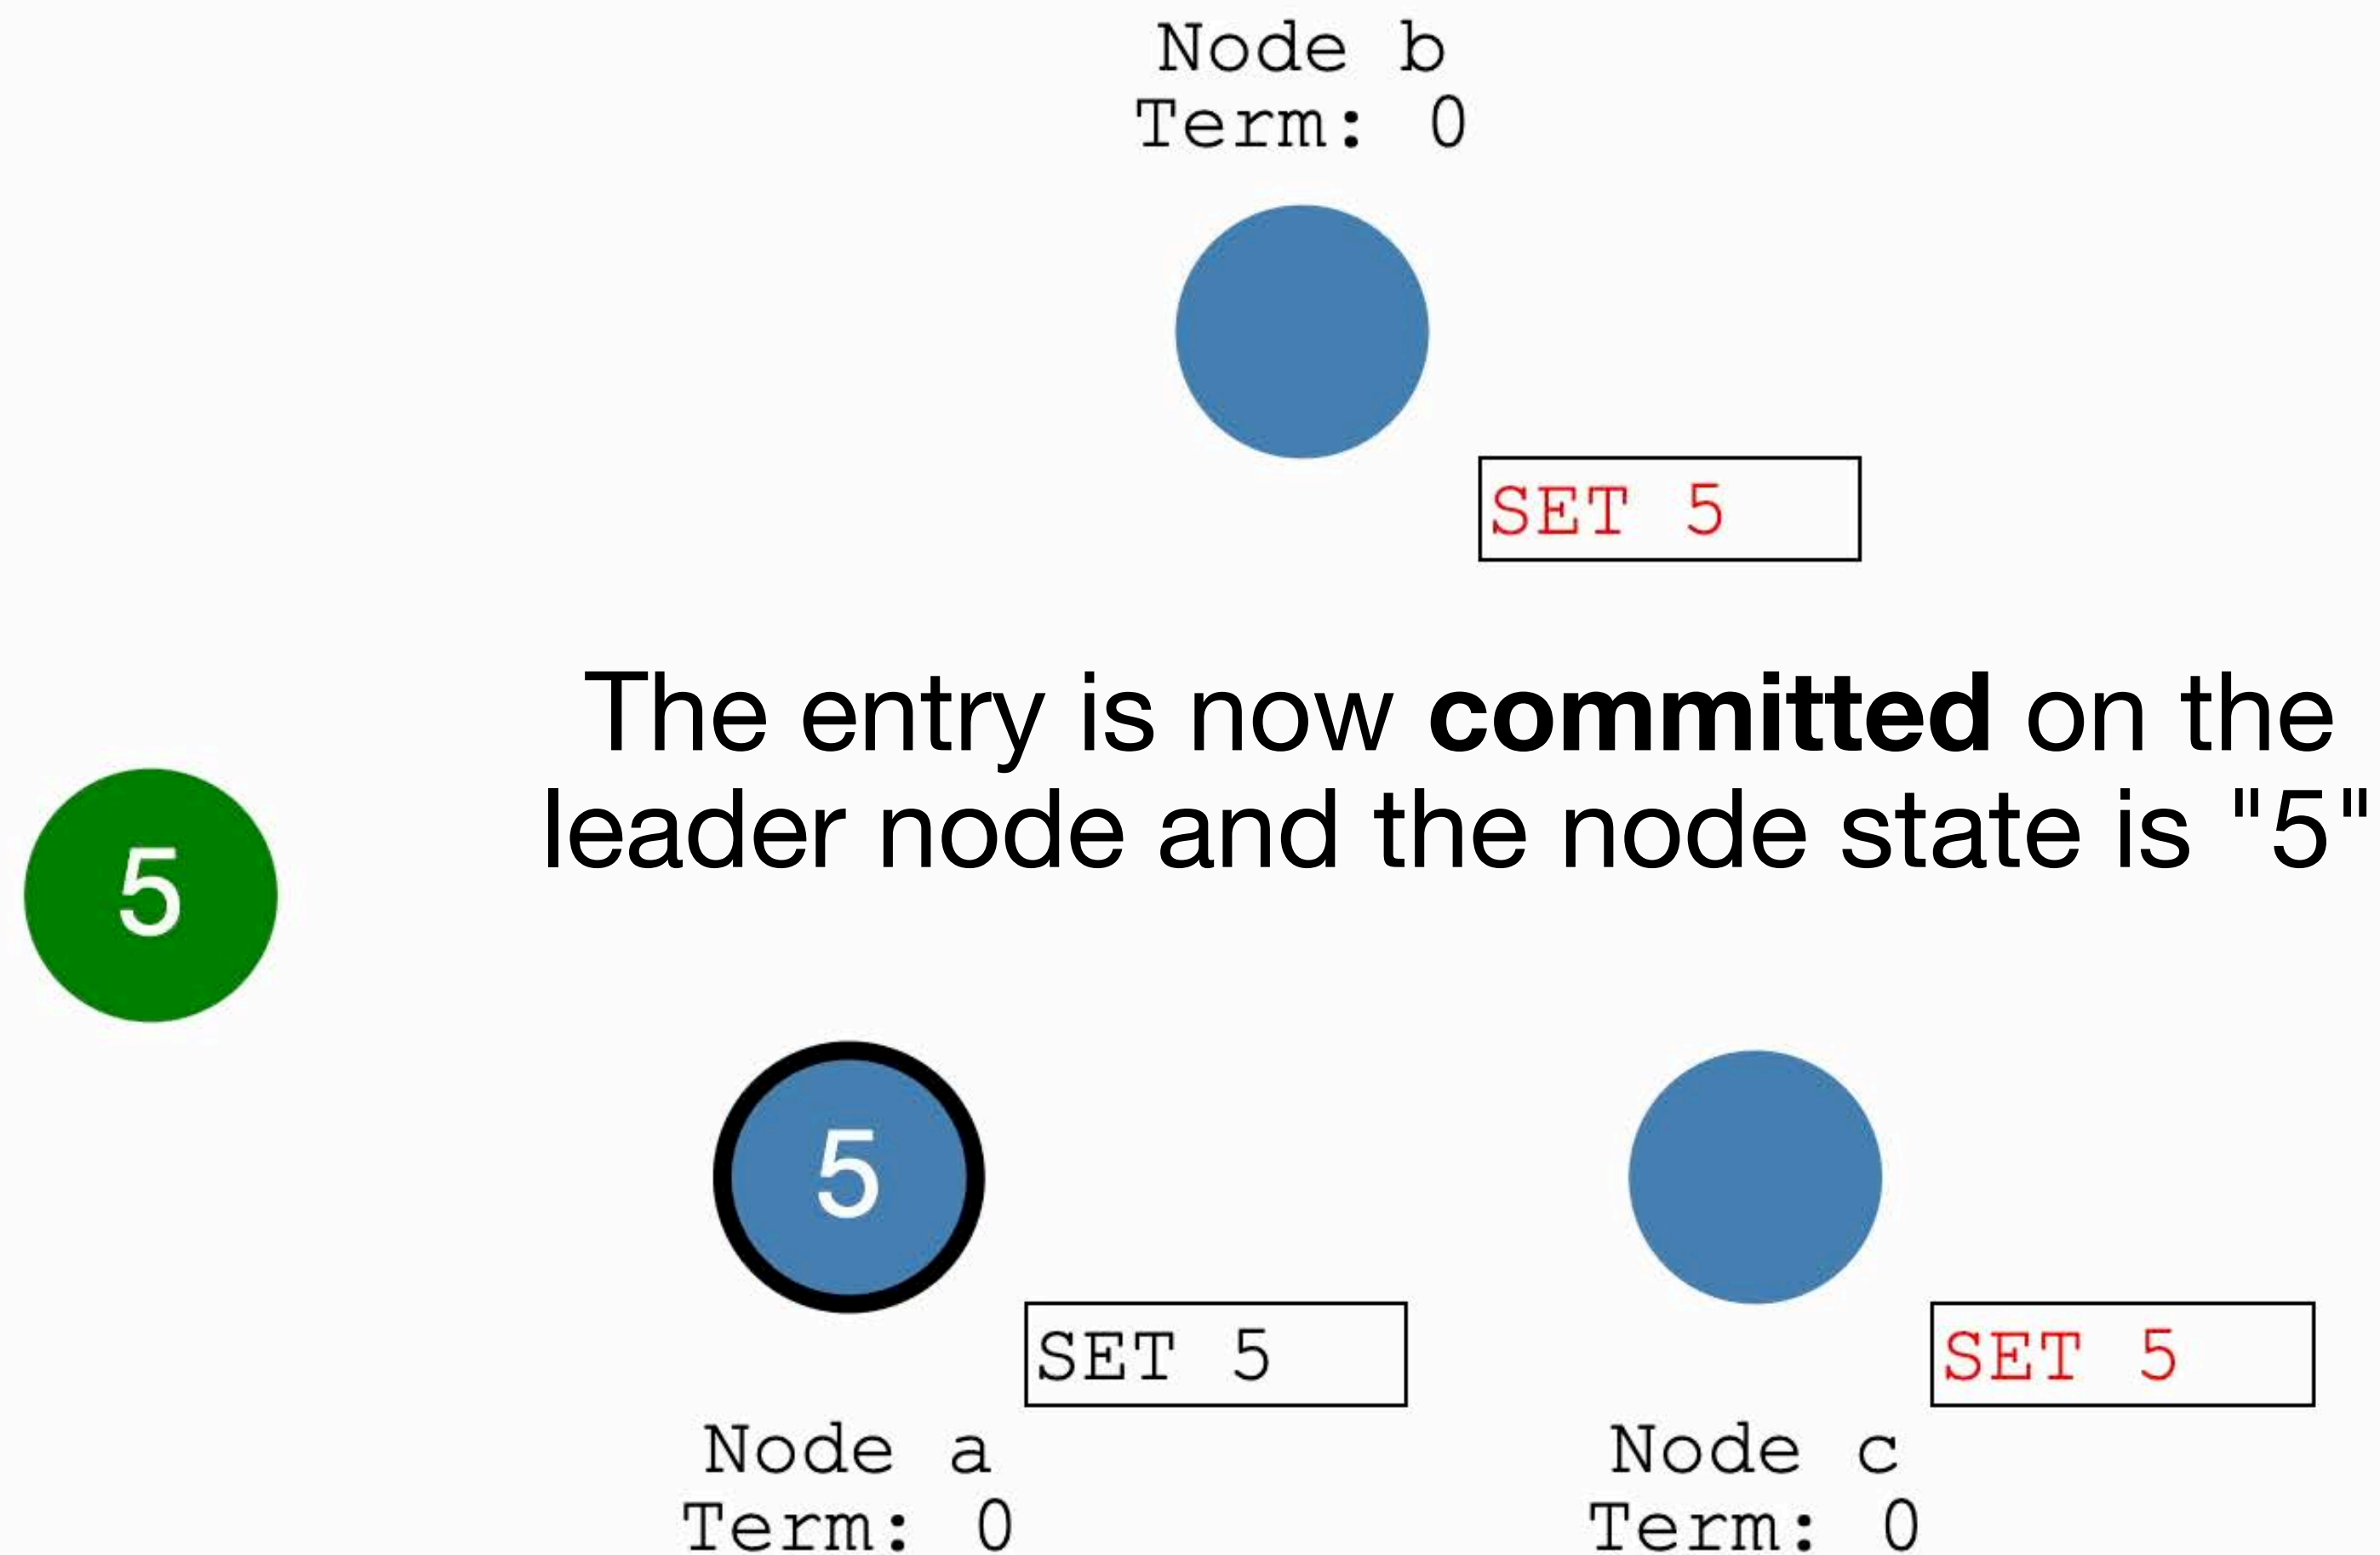 Node b
Term: 0
SET 5
The entry is now committed on the
leader node and the node state is "5"
5
5
SET 5
SET 5
Node a
Term: 0
Node c
Term: 0